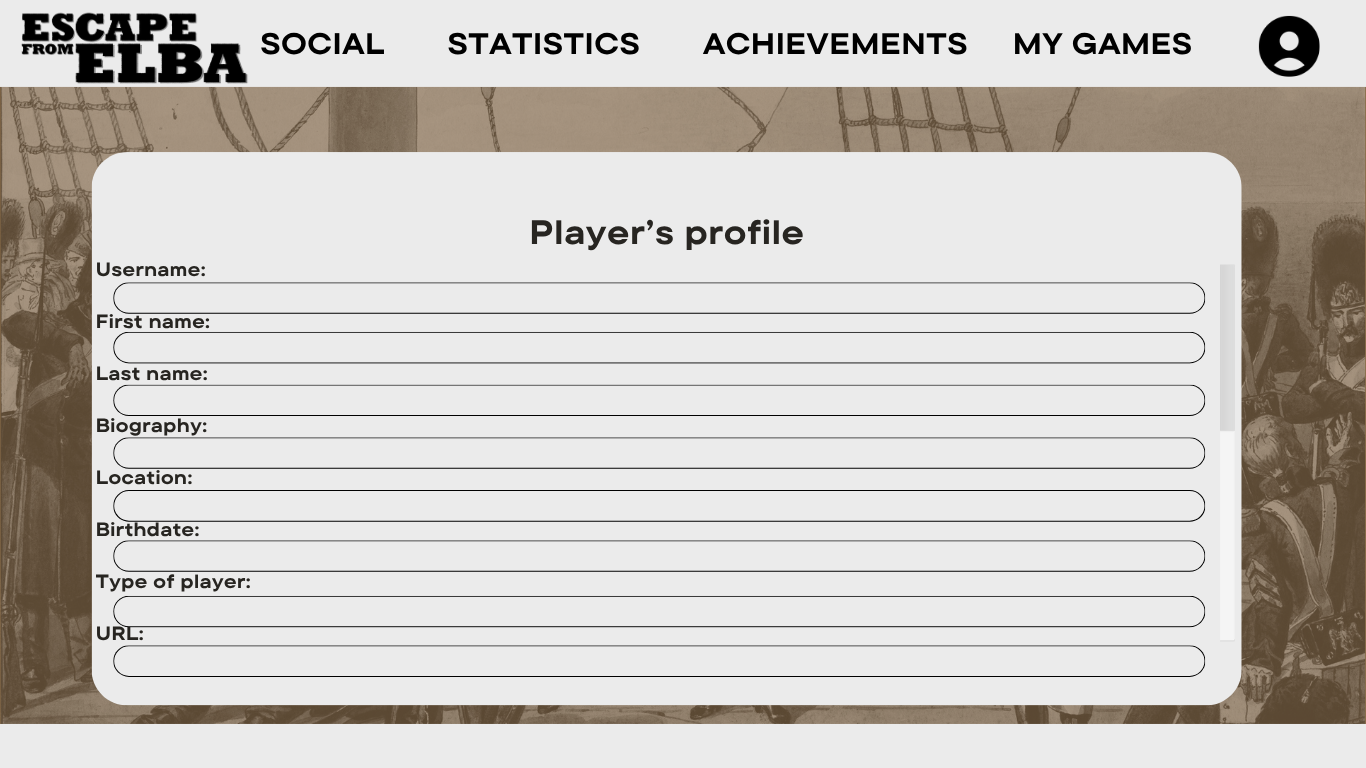 ESCAPE
FROM ELBA
SOCIAL STATISTICS ACHIEVEMENTS MY GAMES
Player’s profile
Username:
First name:
Last name:
Biography:
Location:
Birthdate:
Type of player:
URL: